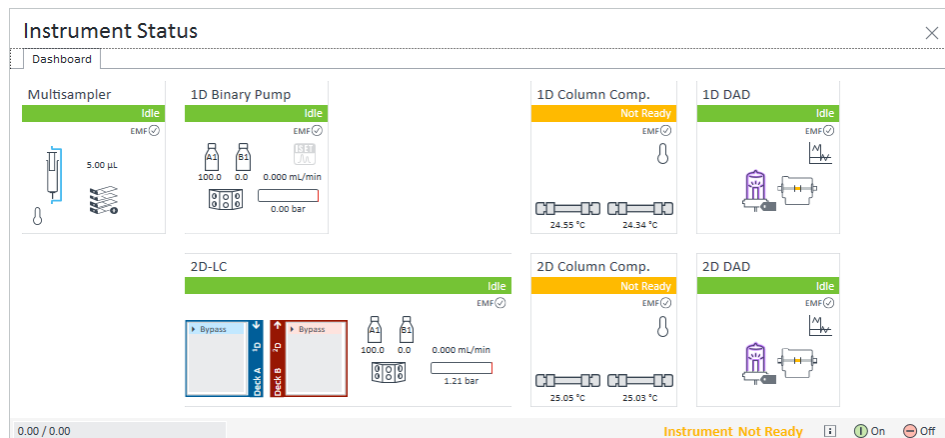 Instrument Status
Dashboard
Multisampler
Idle
EMF
5.00 µL
1D Binary Pump
Idle
EMF
A1 B1 ISET
100.0 0.0 0.000 mL/min
0.00 bar
1D Column Comp.
Not Ready
EMF
24.55 °C 24.34 °C
1D DAD
Idle
EMF
2D-LC
Idle
EMF
Bypass
¹D
Deck A
²D
Deck B
Bypass
A1 B1
100.0 0.0 0.000 mL/min
1.21 bar
2D Column Comp.
Not Ready
EMF
25.05 °C 25.03 °C
2D DAD
Idle
EMF
0.00 / 0.00
Instrument Not Ready i On Off